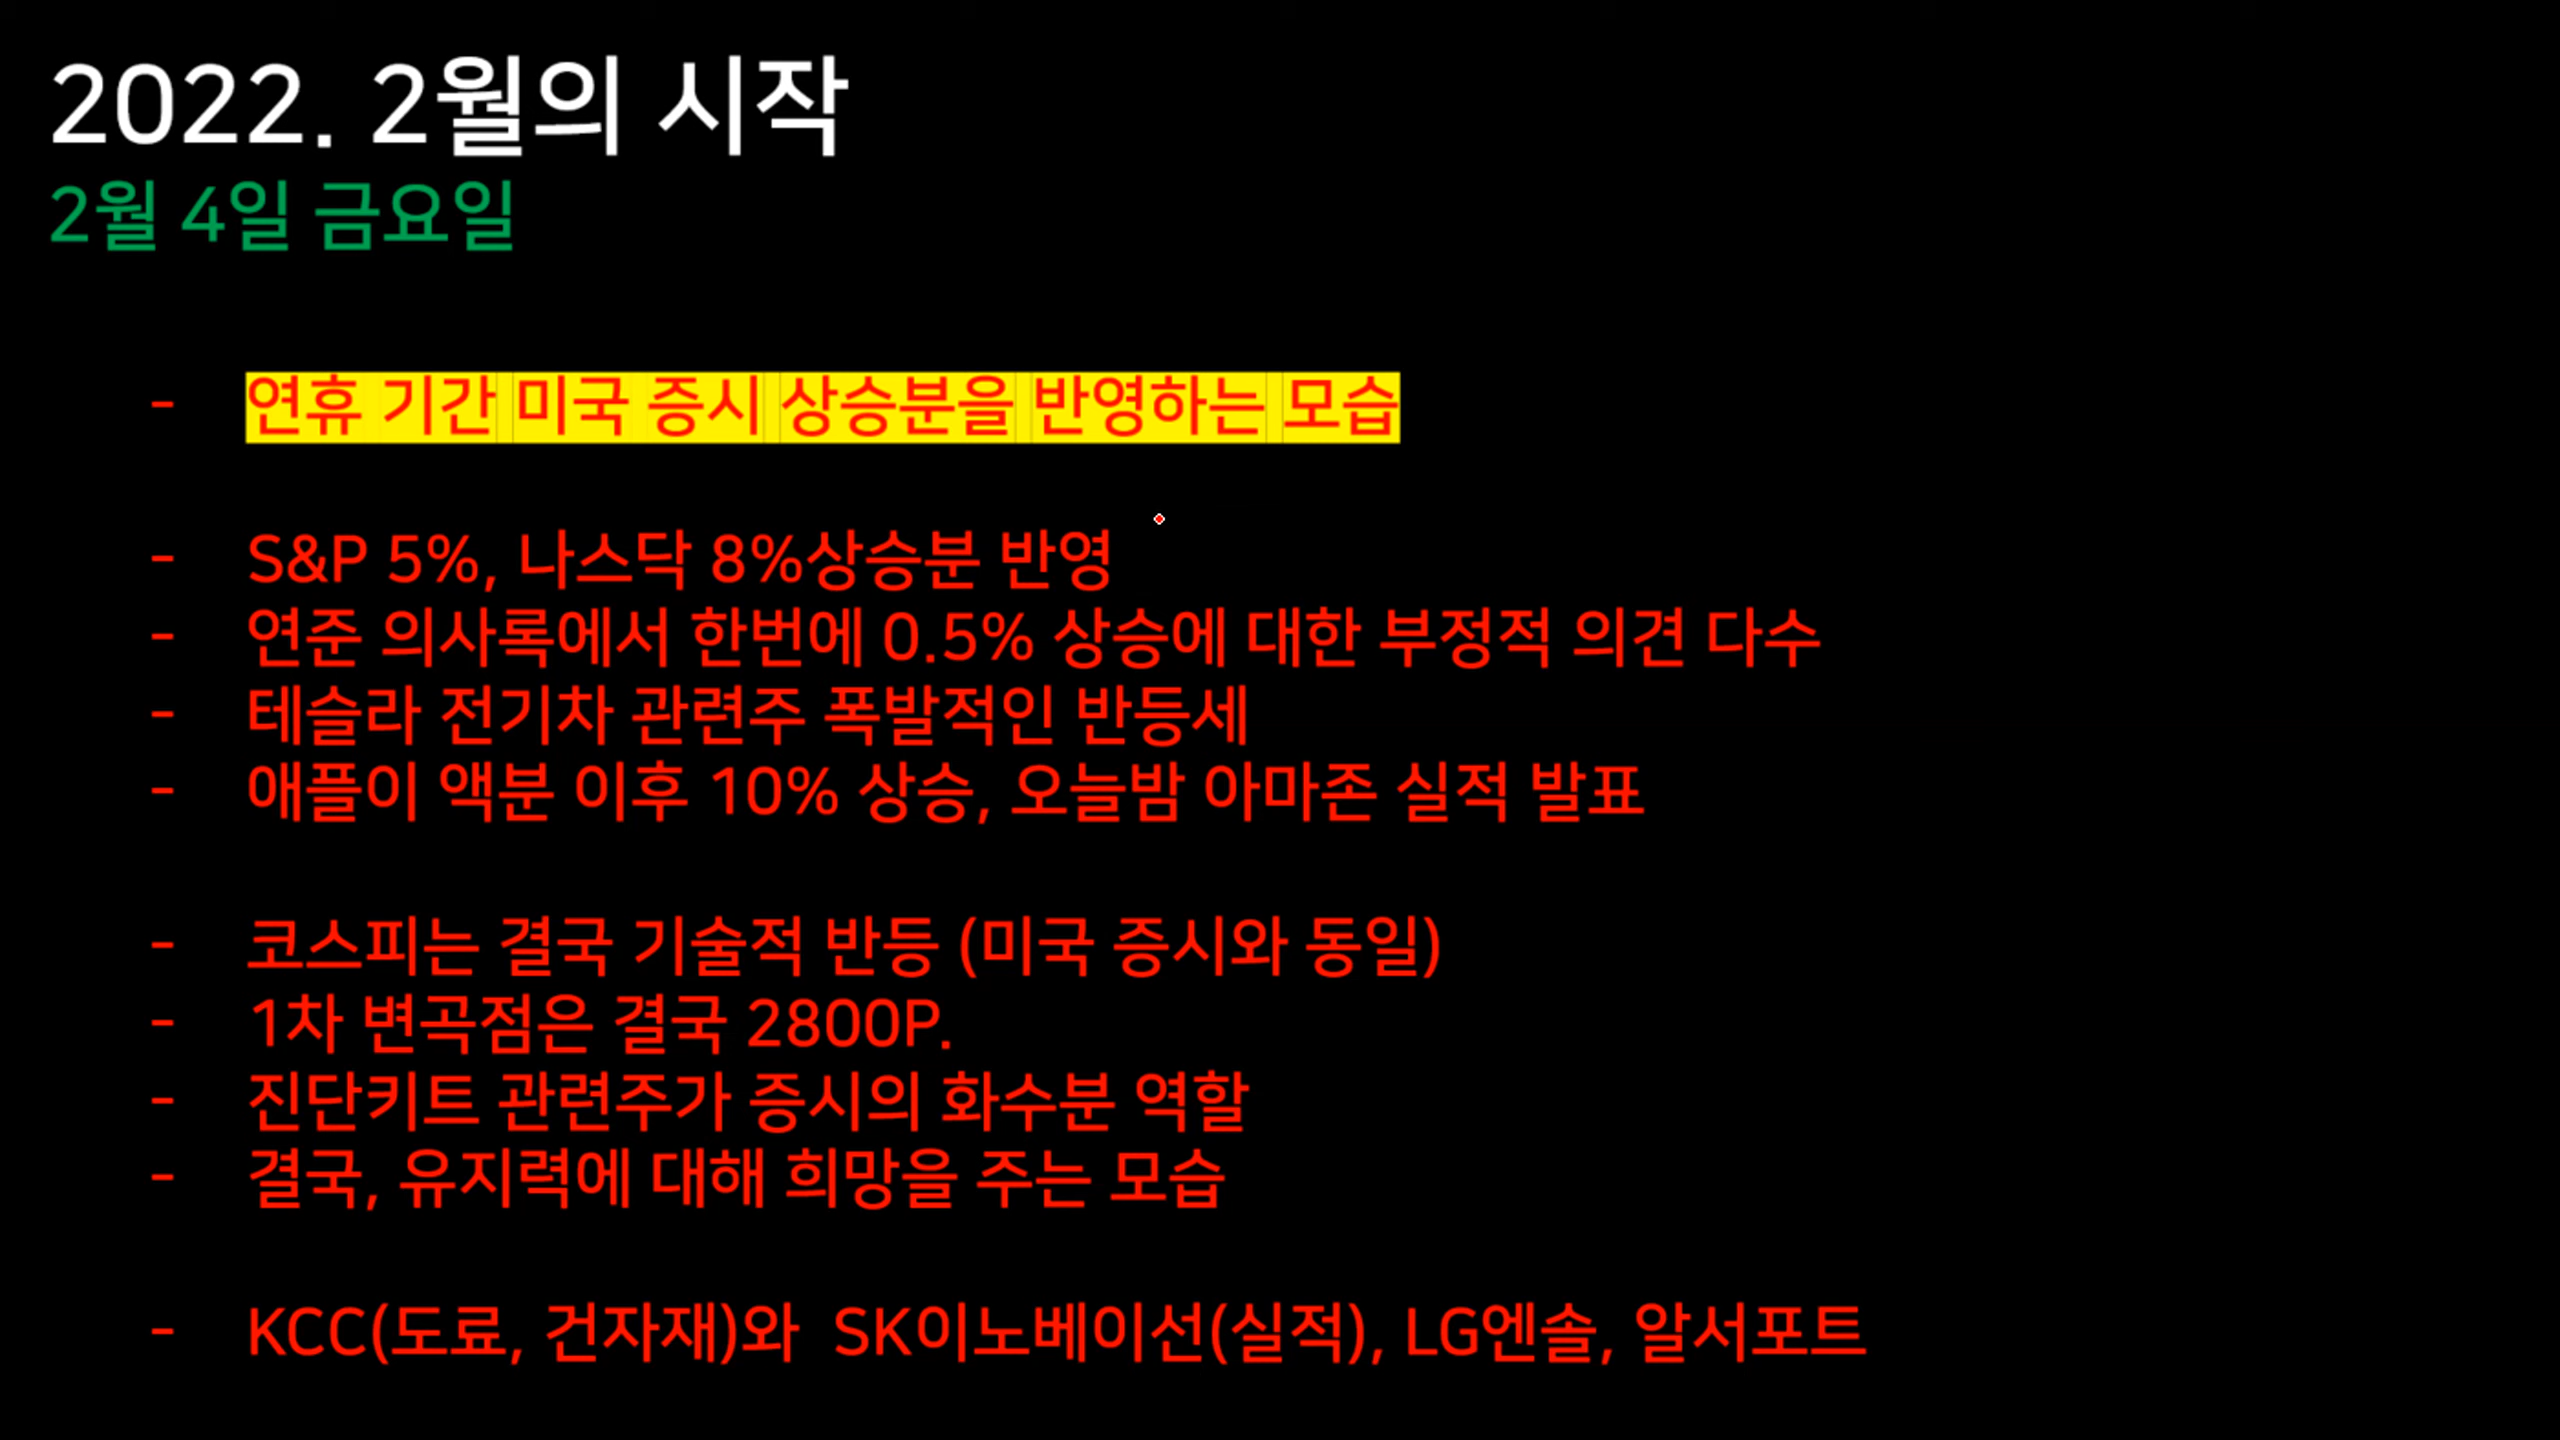 2022. 2월의 시작
2월 4일 금요일
- 연휴 기간 미국 증시 상승분을 반영하는 모습
- S&P 5%, 나스닥 8%상승분 반영
- 연준 의사록에서 한번에 0.5% 상승에 대한 부정적 의견 다수
- 테슬라 전기차 관련주 폭발적인 반등세
- 애플이 액분 이후 10% 상승, 오늘밤 아마존 실적 발표
- 코스피는 결국 기술적 반등 (미국 증시와 동일)
- 1차 변곡점은 결국 2800P.
- 진단키트 관련주가 증시의 화수분 역할
- 결국, 유지력에 대해 희망을 주는 모습
- KCC(도료, 건자재)와 SK이노베이션(실적), LG엔솔, 알서포트